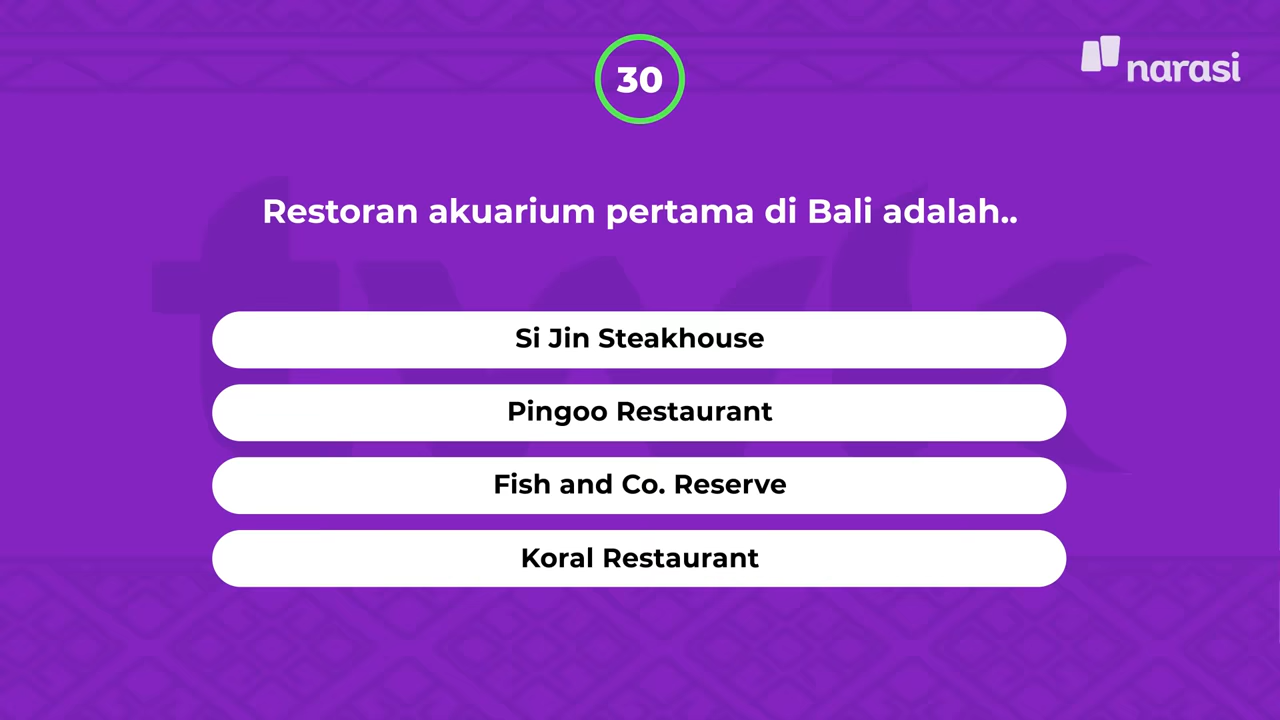 30
narasi
Restoran akuarium pertama di Bali adalah..
Si Jin Steakhouse
Pingoo Restaurant
Fish and Co. Reserve
Koral Restaurant
twk